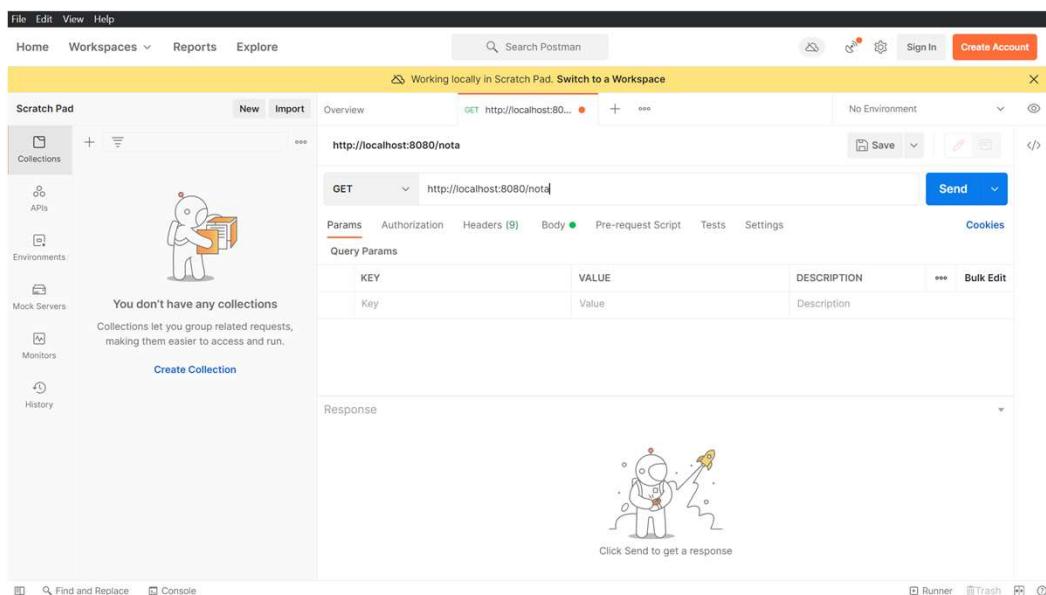 File Edit View Help
Home Workspaces Reports Explore Search Postman Sign In Create Account
Working locally in Scratch Pad. Switch to a Workspace
Scratch Pad New Import Overview GET http://localhost:80... No Environment
Collections
http://localhost:8080/nota Save
APIs
GET http://localhost:8080/nota Send
Params Authorization Headers (9) Body Pre-request Script Tests Settings Cookies
Environments
Query Params
KEY VALUE DESCRIPTION Bulk Edit
Key Value Description
Mock Servers
You don't have any collections
Collections let you group related requests,
making them easier to access and run.
Monitors
Create Collection
History
Response
Click Send to get a response
Find and Replace Console Runner Trash